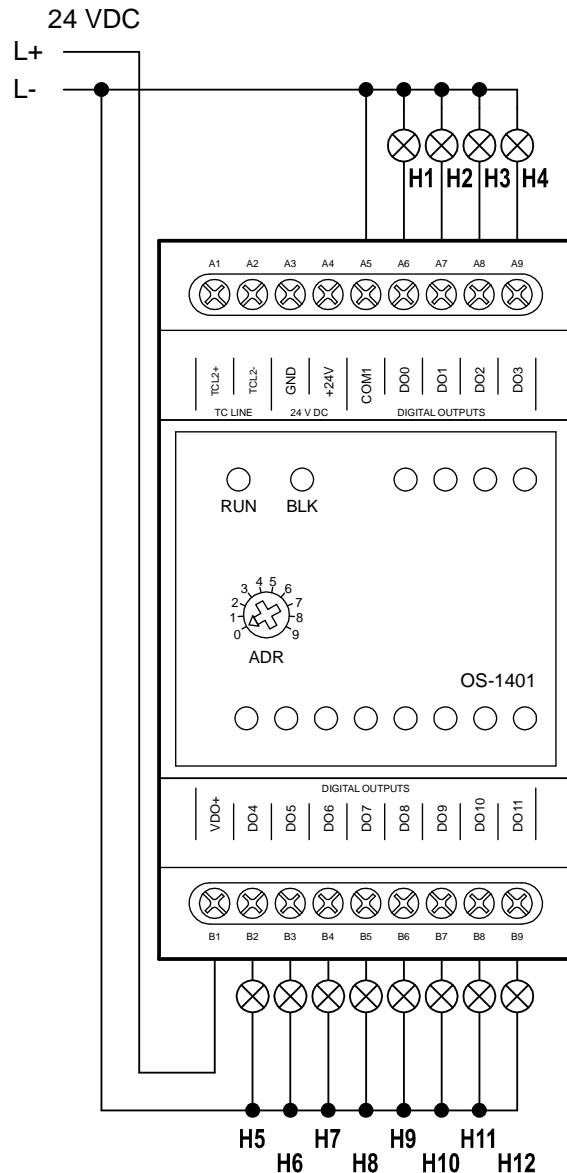 24 VDC
L+
L-
H1 H2 H3 H4
A1 A2 A3 A4 A5 A6 A7 A8 A9
TCL2+ TCL2- GND +24V COM1 DO0 DO1 DO2 DO3
TC LINE 24 V DC DIGITAL OUTPUTS
RUN BLK
0 1 2 3 4 5 6 7 8 9
ADR
OS-1401
DIGITAL OUTPUTS
VDO+ DO4 DO5 DO6 DO7 DO8 DO9 DO10 DO11
B1 B2 B3 B4 B5 B6 B7 B8 B9
H5 H7 H9 H11
H6 H8 H10 H12